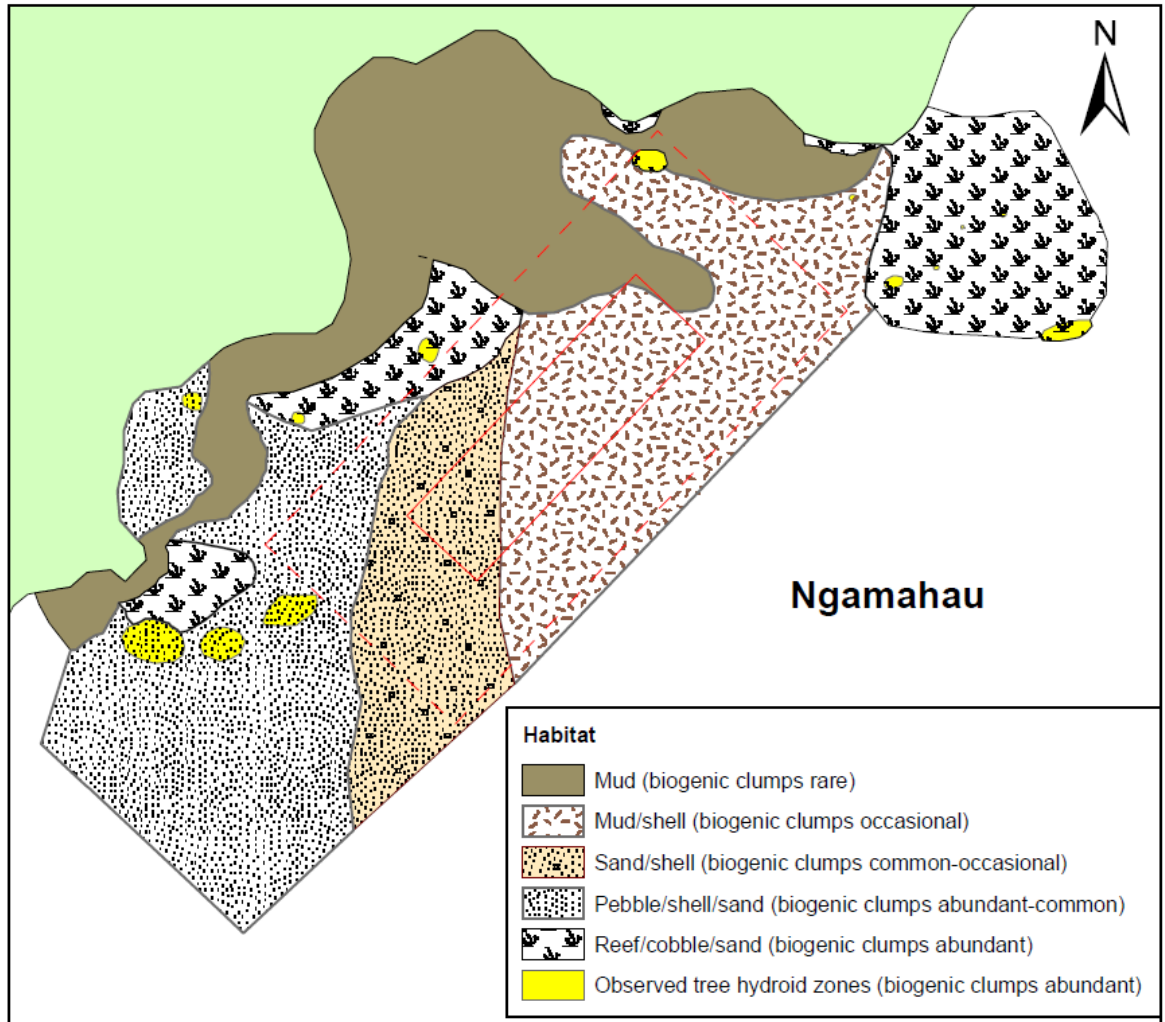 N
Ngamahau
Habitat
Mud (biogenic clumps rare)
Mud/shell (biogenic clumps occasional)
Sand/shell (biogenic clumps common-occasional)
Pebble/shell/sand (biogenic clumps abundant-common)
Reef/cobble/sand (biogenic clumps abundant)
Observed tree hydroid zones (biogenic clumps abundant)